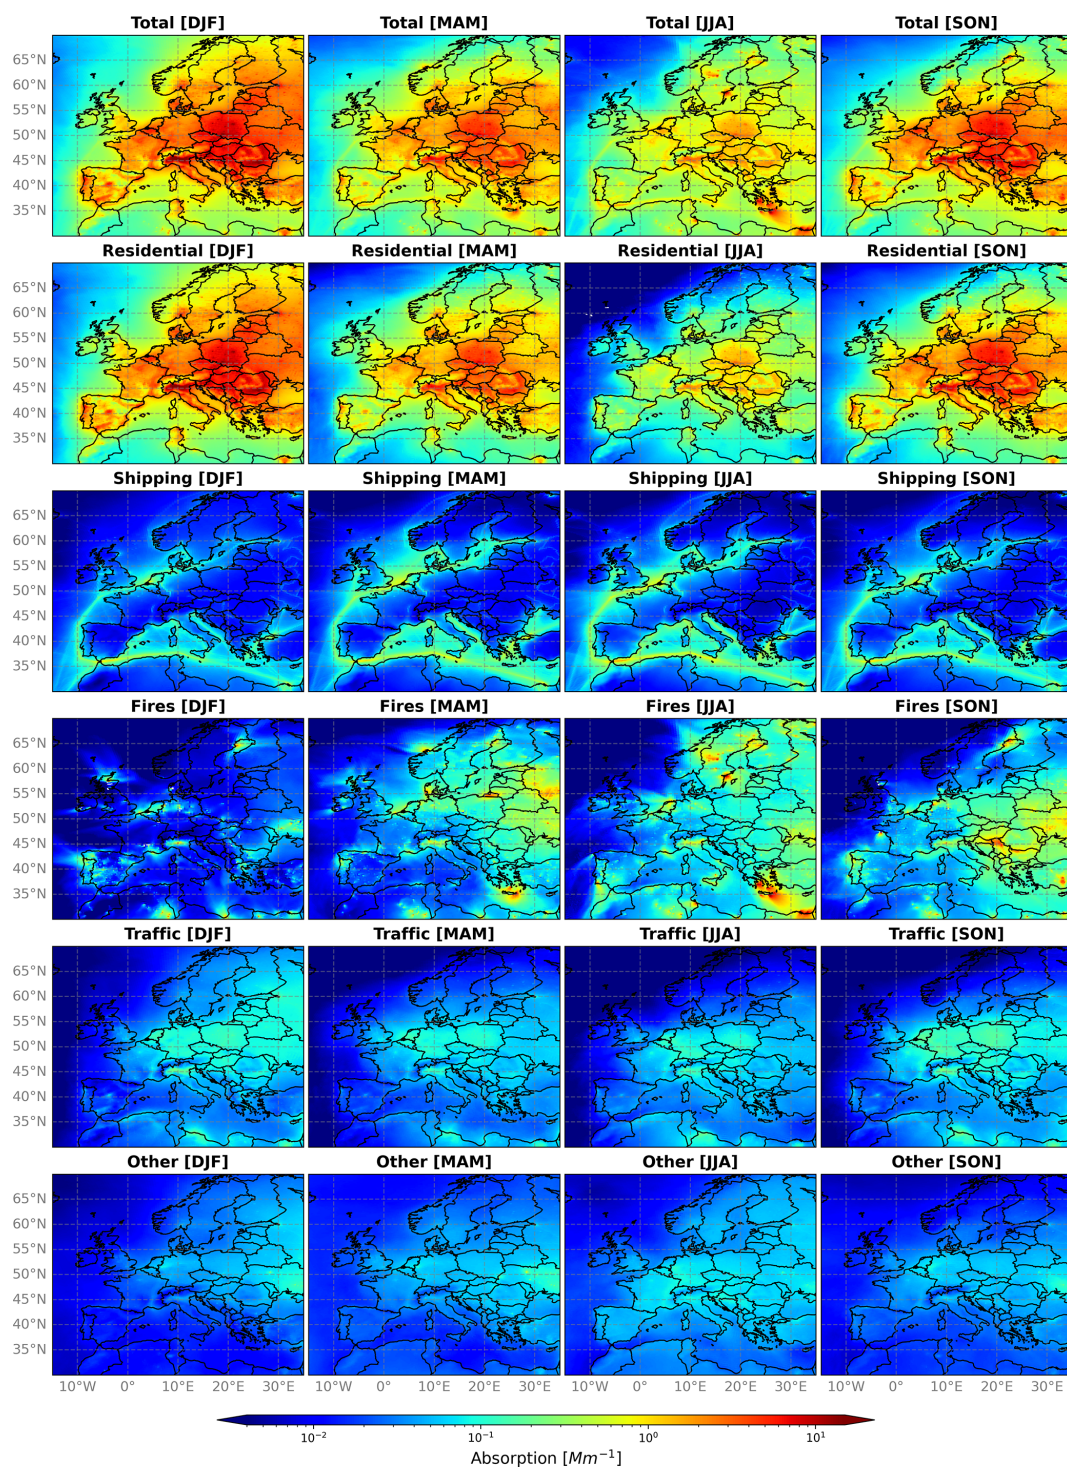 Total [DJF] Total [MAM] Total [JJA] Total [SON]
65°N
60°N
55°N
50°N
45°N
40°N
35°N
Residential [DJF] Residential [MAM] Residential [JJA] Residential [SON]
65°N
60°N
55°N
50°N
45°N
40°N
35°N
Shipping [DJF] Shipping [MAM] Shipping [JJA] Shipping [SON]
65°N
60°N
55°N
50°N
45°N
40°N
35°N
Fires [DJF] Fires [MAM] Fires [JJA] Fires [SON]
65°N
60°N
55°N
50°N
45°N
40°N
35°N
Traffic [DJF] Traffic [MAM] Traffic [JJA] Traffic [SON]
65°N
60°N
55°N
50°N
45°N
40°N
35°N
Other [DJF] Other [MAM] Other [JJA] Other [SON]
65°N
60°N
55°N
50°N
45°N
40°N
35°N
10°W 0° 10°E 20°E 30°E 10°W 0° 10°E 20°E 30°E 10°W 0° 10°E 20°E 30°E 10°W 0° 10°E 20°E 30°E
10⁻² 10⁻¹ 10⁰ 10¹
Absorption [Mm⁻¹]